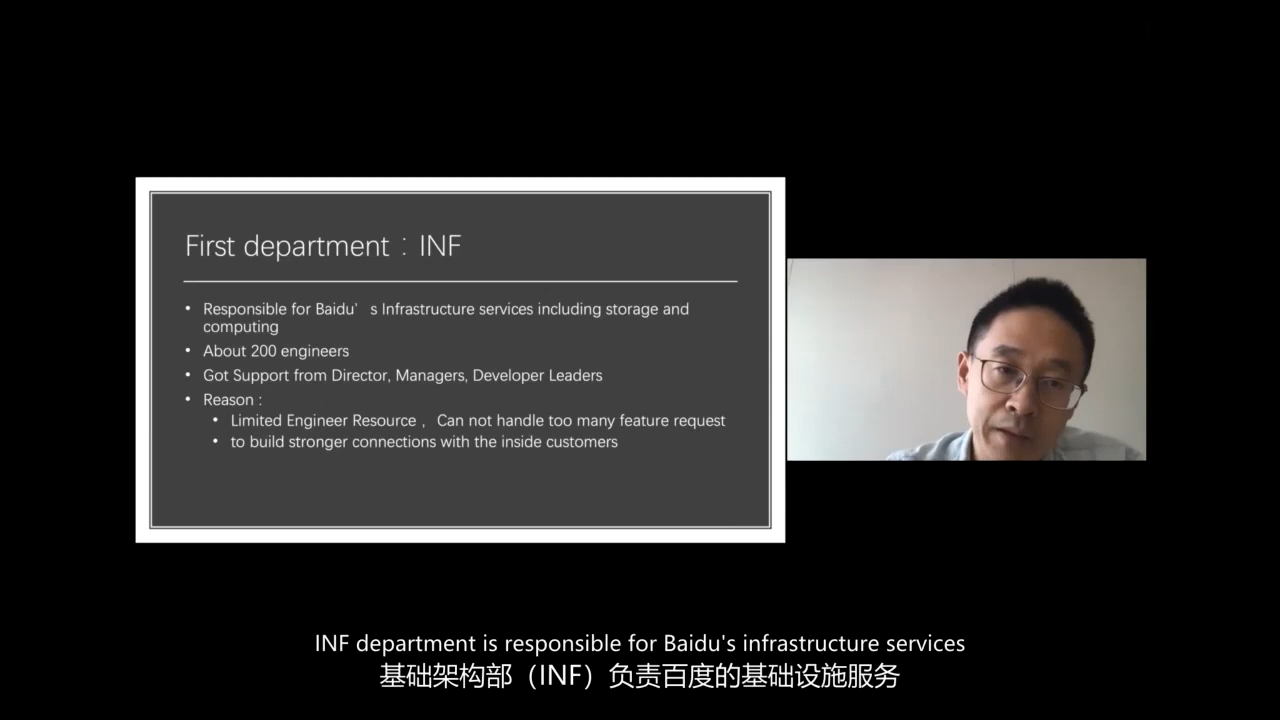 First department：INF
• Responsible for Baidu’ s Infrastructure services including storage and
computing
• About 200 engineers
• Got Support from Director, Managers, Developer Leaders
• Reason :
• Limited Engineer Resource， Can not handle too many feature request
• to build stronger connections with the inside customers
INF department is responsible for Baidu's infrastructure services
基础架构部（INF）负责百度的基础设施服务